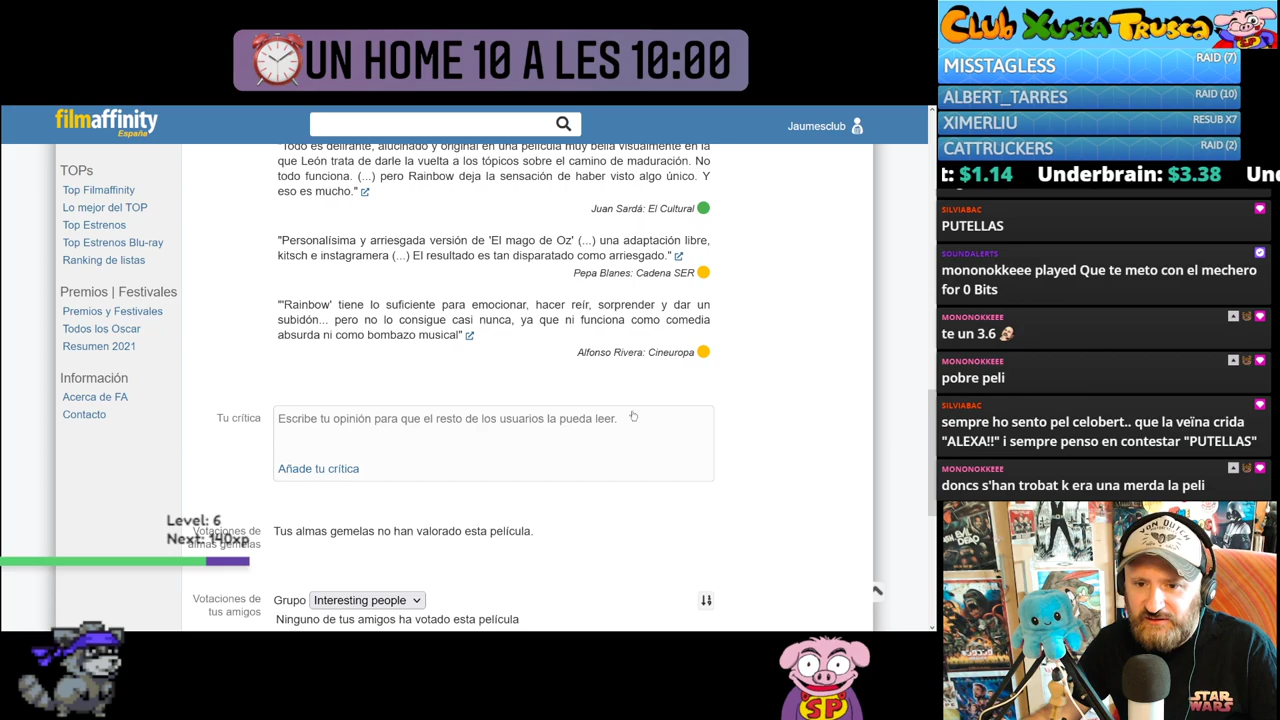 ⏰UN HOME 10 A LES 10:00
Club XuscaTrusca
MISSTAGLESS RAID (7)
ALBERT_TARRES RAID (10)
XIMERLIU RESUB X7
CATTRUCKERS RAID (2)
t: $1.14 Underbrain: $3.38 Und
filmaffinity
España
Jaumesclub
TOPs
Top Filmaffinity
Lo mejor del TOP
Top Estrenos
Top Estrenos Blu-ray
Ranking de listas
Premios | Festivales
Premios y Festivales
Todos los Oscar
Resumen 2021
Información
Acerca de FA
Contacto
"Todo es delirante, alucinado y original en una película muy bella visualmente en la
que León trata de darle la vuelta a los tópicos sobre el camino de maduración. No
todo funciona. (...) pero Rainbow deja la sensación de haber visto algo único. Y
eso es mucho."
Juan Sardá: El Cultural
"Personalísima y arriesgada versión de 'El mago de Oz' (...) una adaptación libre,
kitsch e instagramera (...) El resultado es tan disparatado como arriesgado."
Pepa Blanes: Cadena SER
"'Rainbow' tiene lo suficiente para emocionar, hacer reír, sorprender y dar un
subidón... pero no lo consigue casi nunca, ya que ni funciona como comedia
absurda ni como bombazo musical"
Alfonso Rivera: Cineuropa
Tu crítica
Escribe tu opinión para que el resto de los usuarios la pueda leer.
Añade tu crítica
Votaciones de
almas gemelas
Tus almas gemelas no han valorado esta película.
Votaciones de
tus amigos
Grupo Interesting people
Ninguno de tus amigos ha votado esta película
Level: 6
Next: 140xp
SILVIABAC
PUTELLAS
SOUNDALERTS
mononokkeee played Que te meto con el mechero
for 0 Bits
MONONOKKEEE
te un 3.6
MONONOKKEEE
pobre peli
SILVIABAC
sempre ho sento pel celobert.. que la veïna crida
"ALEXA!!" i sempre penso en contestar "PUTELLAS"
MONONOKKEEE
doncs s'han trobat k era una merda la peli
VON DUTCH
STAR
WARS
SP